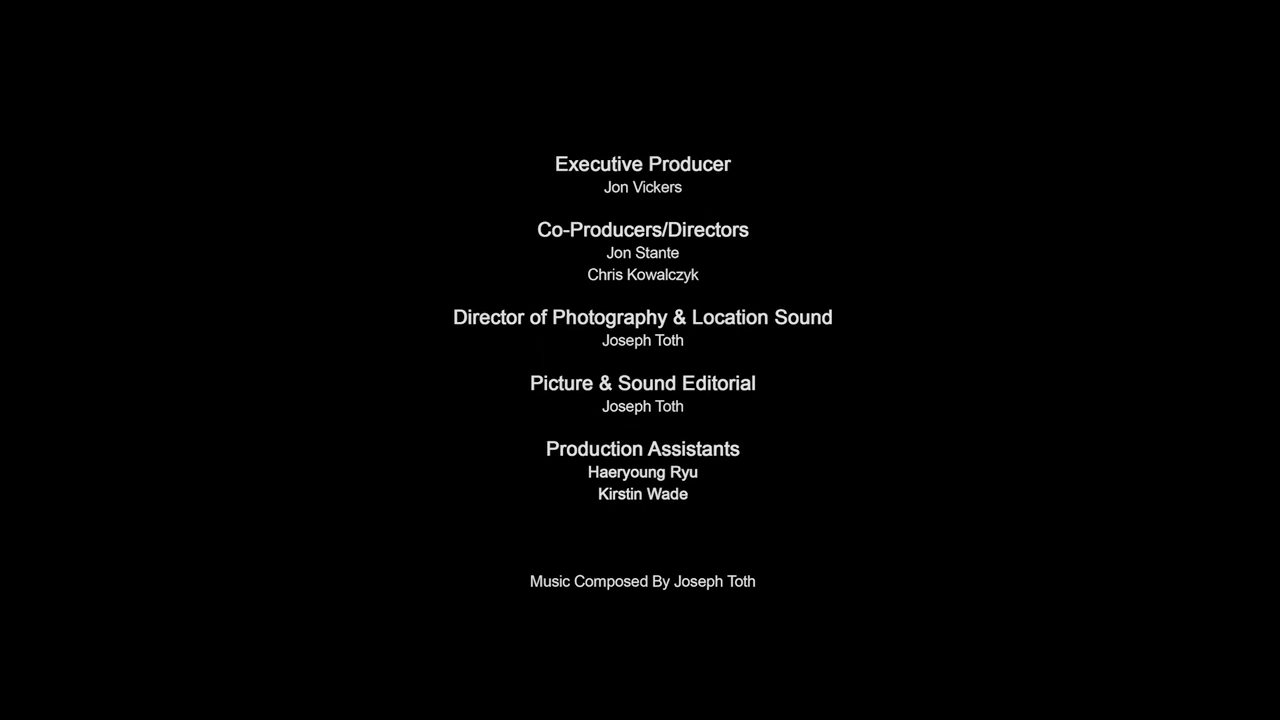 Executive Producer
Jon Vickers
Co-Producers/Directors
Jon Stante
Chris Kowalczyk
Director of Photography & Location Sound
Joseph Toth
Picture & Sound Editorial
Joseph Toth
Production Assistants
Haeryoung Ryu
Kirstin Wade
Music Composed By Joseph Toth